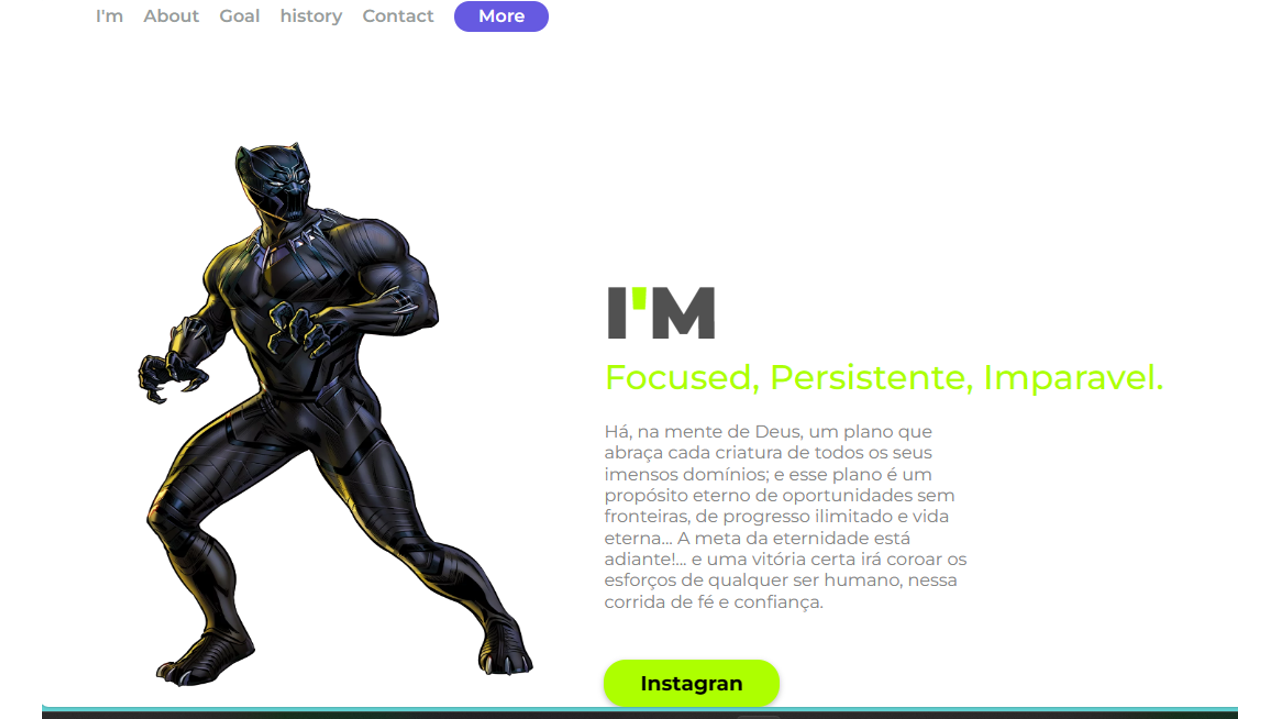 I'm About Goal history Contact More
I'M
Focused, Persistente, Imparavel.
Há, na mente de Deus, um plano que
abraça cada criatura de todos os seus
imensos domínios; e esse plano é um
propósito eterno de oportunidades sem
fronteiras, de progresso ilimitado e vida
eterna... A meta da eternidade está
adiante!... e uma vitória certa irá coroar os
esforços de qualquer ser humano, nessa
corrida de fé e confiança.
Instagran